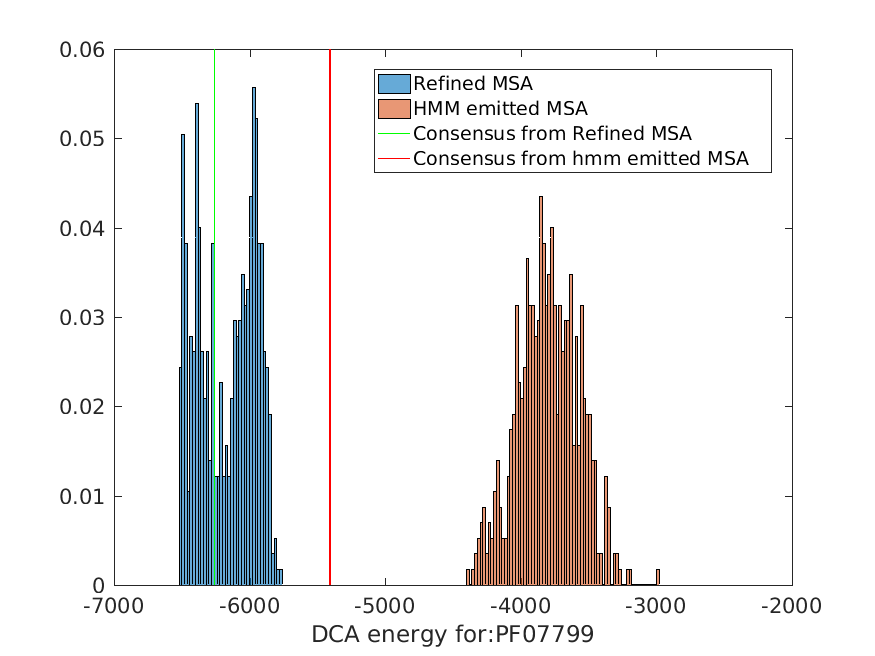 0.06
0.05
0.04
0.03
0.02
0.01
0
Refined MSA
HMM emitted MSA
Consensus from Refined MSA
Consensus from hmm emitted MSA
-7000 -6000 -5000 -4000 -3000 -2000
DCA energy for:PF07799